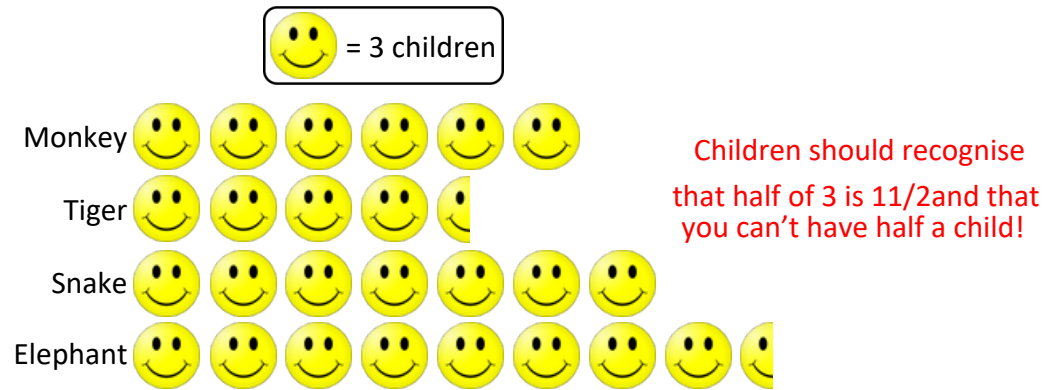 = 3 children
Monkey
Tiger
Snake
Elephant
Children should recognise
that half of 3 is 11/2and that
you can't have half a child!